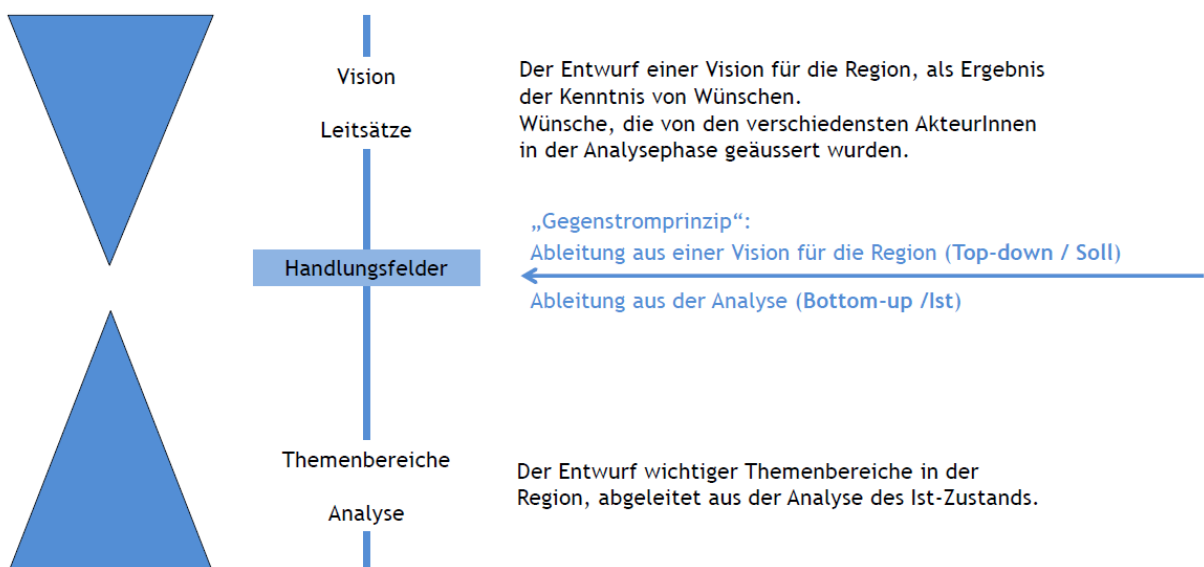 Vision
Leitsätze
Der Entwurf einer Vision für die Region, als Ergebnis
der Kenntnis von Wünschen.
Wünsche, die von den verschiedensten AkteurInnen
in der Analysephase geäussert wurden.
„Gegenstromprinzip“:
Ableitung aus einer Vision für die Region (Top-down / Soll)
Handlungsfelder
Ableitung aus der Analyse (Bottom-up /Ist)
Themenbereiche
Analyse
Der Entwurf wichtiger Themenbereiche in der
Region, abgeleitet aus der Analyse des Ist-Zustands.